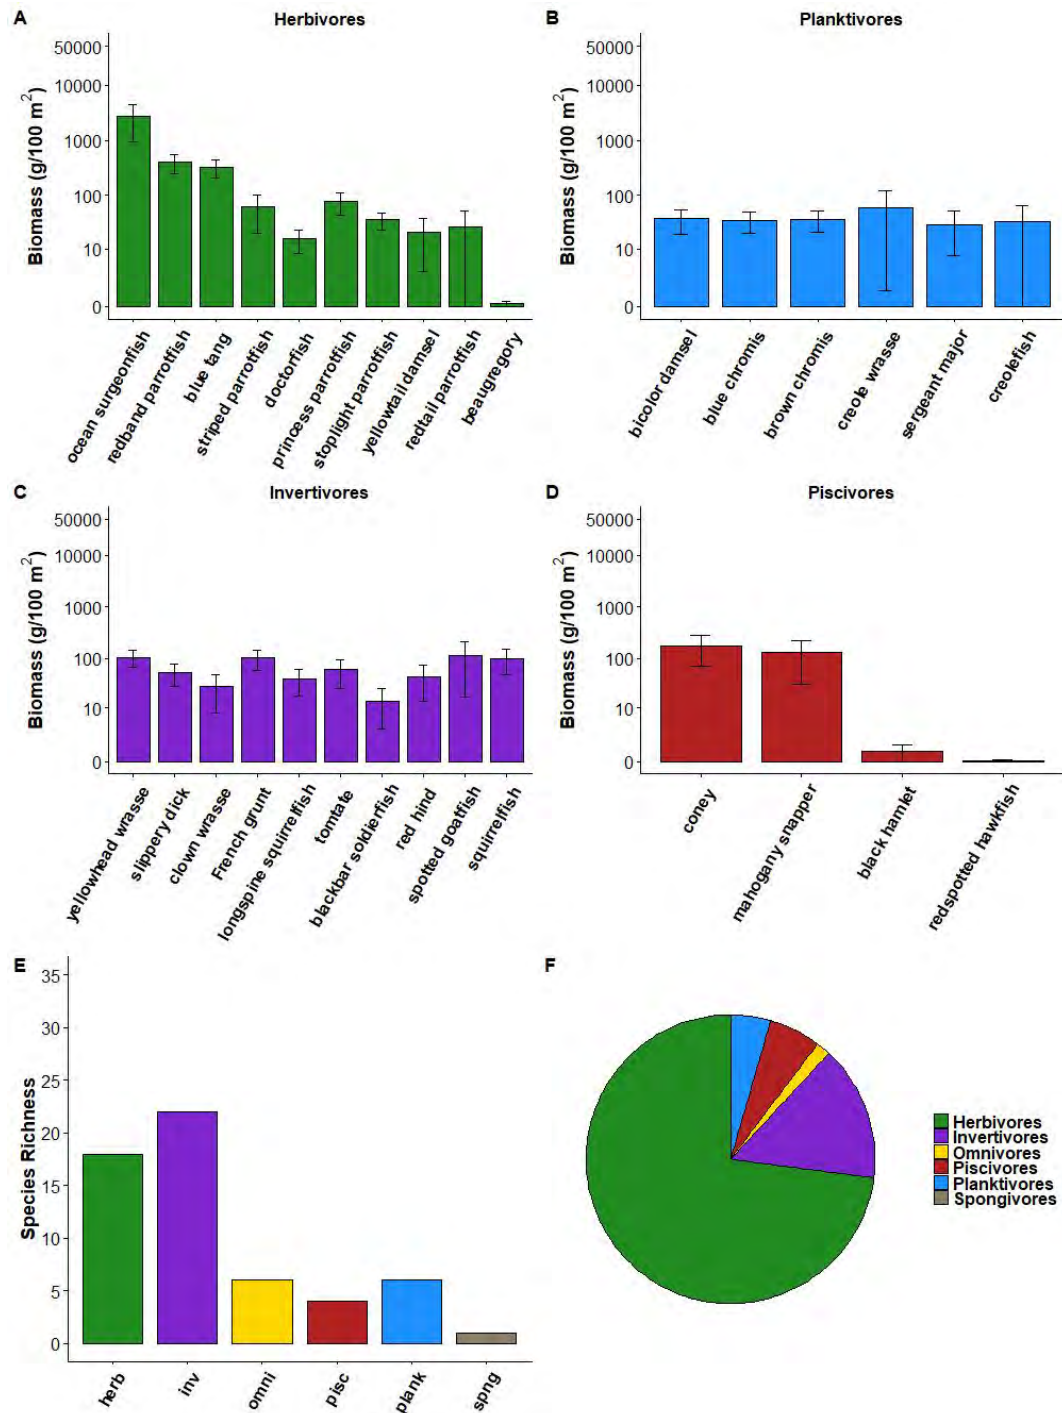 A
Herbivores
Biomass (g/100 m²)
50000
10000
1000
100
10
0
ocean surgeonfish
redband parrotfish
blue tang
striped parrotfish
doctorfish
princess parrotfish
stoplight parrotfish
yellowtail damsel
redtail parrotfish
beaugregory
B
Planktivores
Biomass (g/100 m²)
50000
10000
1000
100
10
0
bicolor damsel
blue chromis
brown chromis
creole wrasse
sergeant major
creolefish
C
Invertivores
Biomass (g/100 m²)
50000
10000
1000
100
10
0
yellowhead wrasse
slippery dick
clown wrasse
French grunt
longspine squirrelfish
tomtate
blackbar soldierfish
red hind
spotted goatfish
squirrelfish
D
Piscivores
Biomass (g/100 m²)
50000
10000
1000
100
10
0
coney
mahogany snapper
black hamlet
redspotted hawkfish
E
Species Richness
35
30
25
20
15
10
5
0
herb
inv
omni
pisc
plank
spng
F
Herbivores
Invertivores
Omnivores
Piscivores
Planktivores
Spongivores